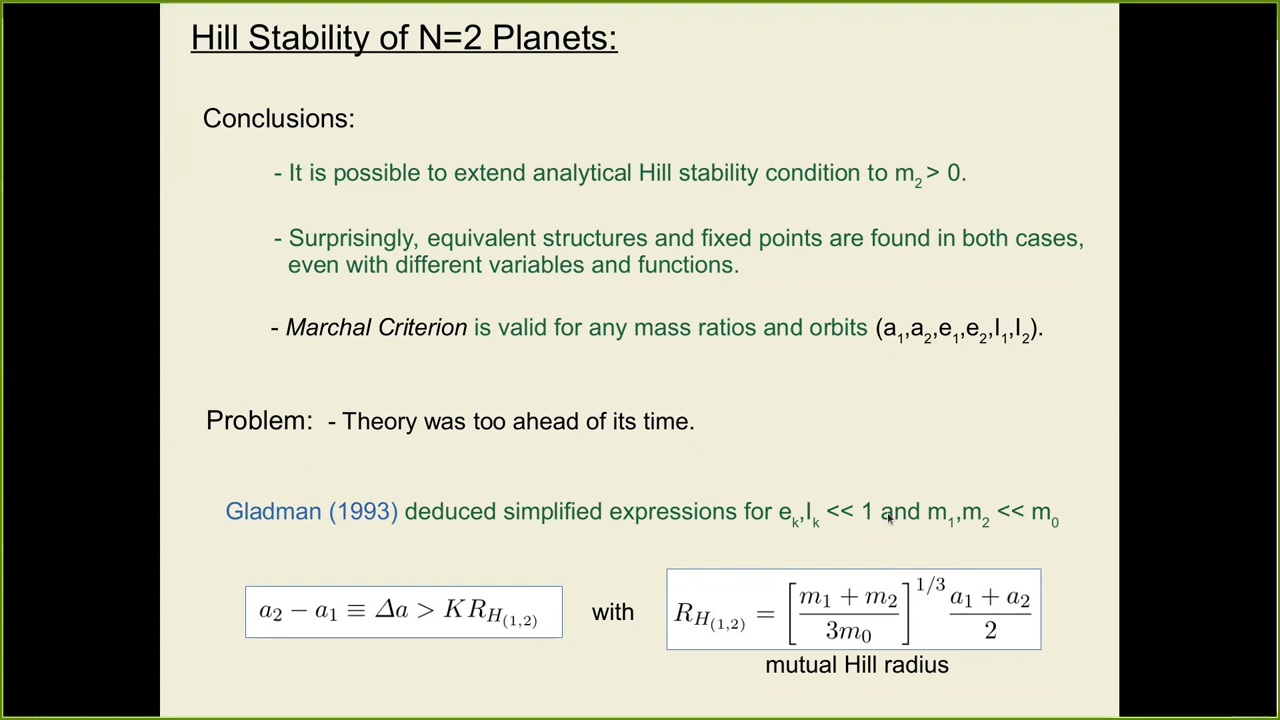 Hill Stability of N=2 Planets:
Conclusions:
- It is possible to extend analytical Hill stability condition to m₂ > 0.
- Surprisingly, equivalent structures and fixed points are found in both cases,
even with different variables and functions.
- Marchal Criterion is valid for any mass ratios and orbits (a₁,a₂,e₁,e₂,I₁,I₂).
Problem: - Theory was too ahead of its time.
Gladman (1993) deduced simplified expressions for eₖ,Iₖ << 1 and m₁,m₂ << m₀
a₂ − a₁ ≡ Δa > K R_{H_{(1,2)}} with R_{H_{(1,2)}} = [(m₁ + m₂)/(3m₀)]^{1/3} (a₁ + a₂)/2
mutual Hill radius